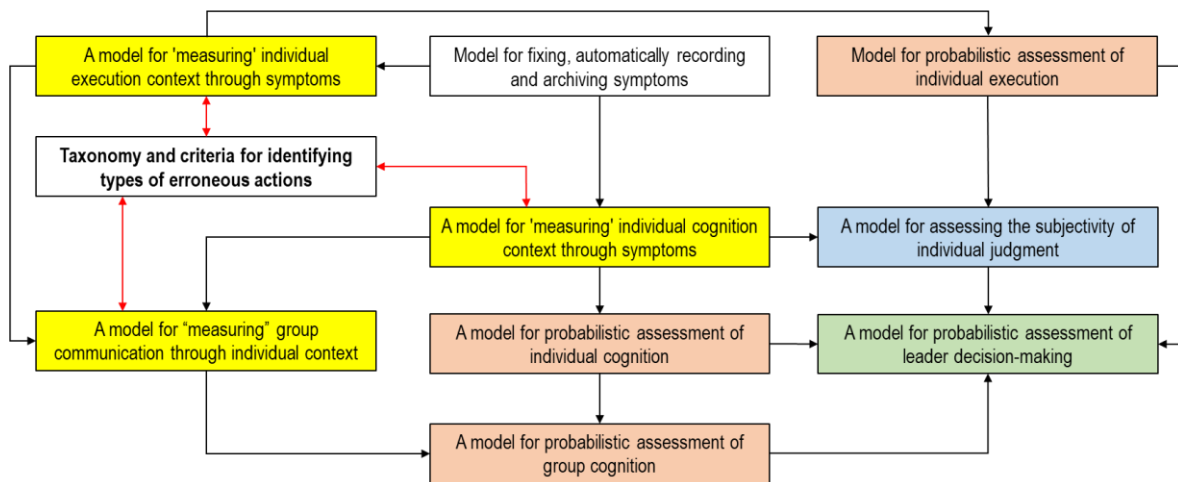 A model for 'measuring' individual
execution context through symptoms
Model for fixing, automatically recording
and archiving symptoms
Model for probabilistic assessment of
individual execution
Taxonomy and criteria for identifying
types of erroneous actions
A model for 'measuring' individual cognition
context through symptoms
A model for assessing the subjectivity of
individual judgment
A model for “measuring” group
communication through individual context
A model for probabilistic assessment of
individual cognition
A model for probabilistic assessment of
leader decision-making
A model for probabilistic assessment of
group cognition